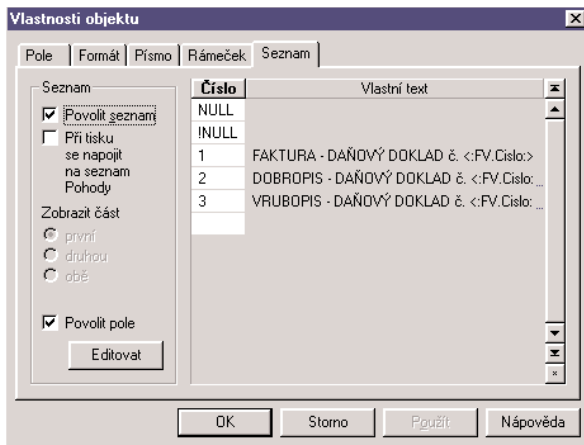 Vlastnosti objektu
Pole Formát Písmo Rámeček Seznam
Seznam
Povolit seznam
Při tisku
se napojit
na seznam
Pohody
Zobrazit část
první
druhou
obě
Povolit pole
Editovat
Číslo Vlastní text
NULL
!NULL
1 FAKTURA - DAŇOVÝ DOKLAD č. <:FV.Cislo:>
2 DOBROPIS - DAŇOVÝ DOKLAD č. <:FV.Cislo: ...
3 VRUBOPIS - DAŇOVÝ DOKLAD č. <:FV.Cislo: ...
OK Storno Použít Nápověda